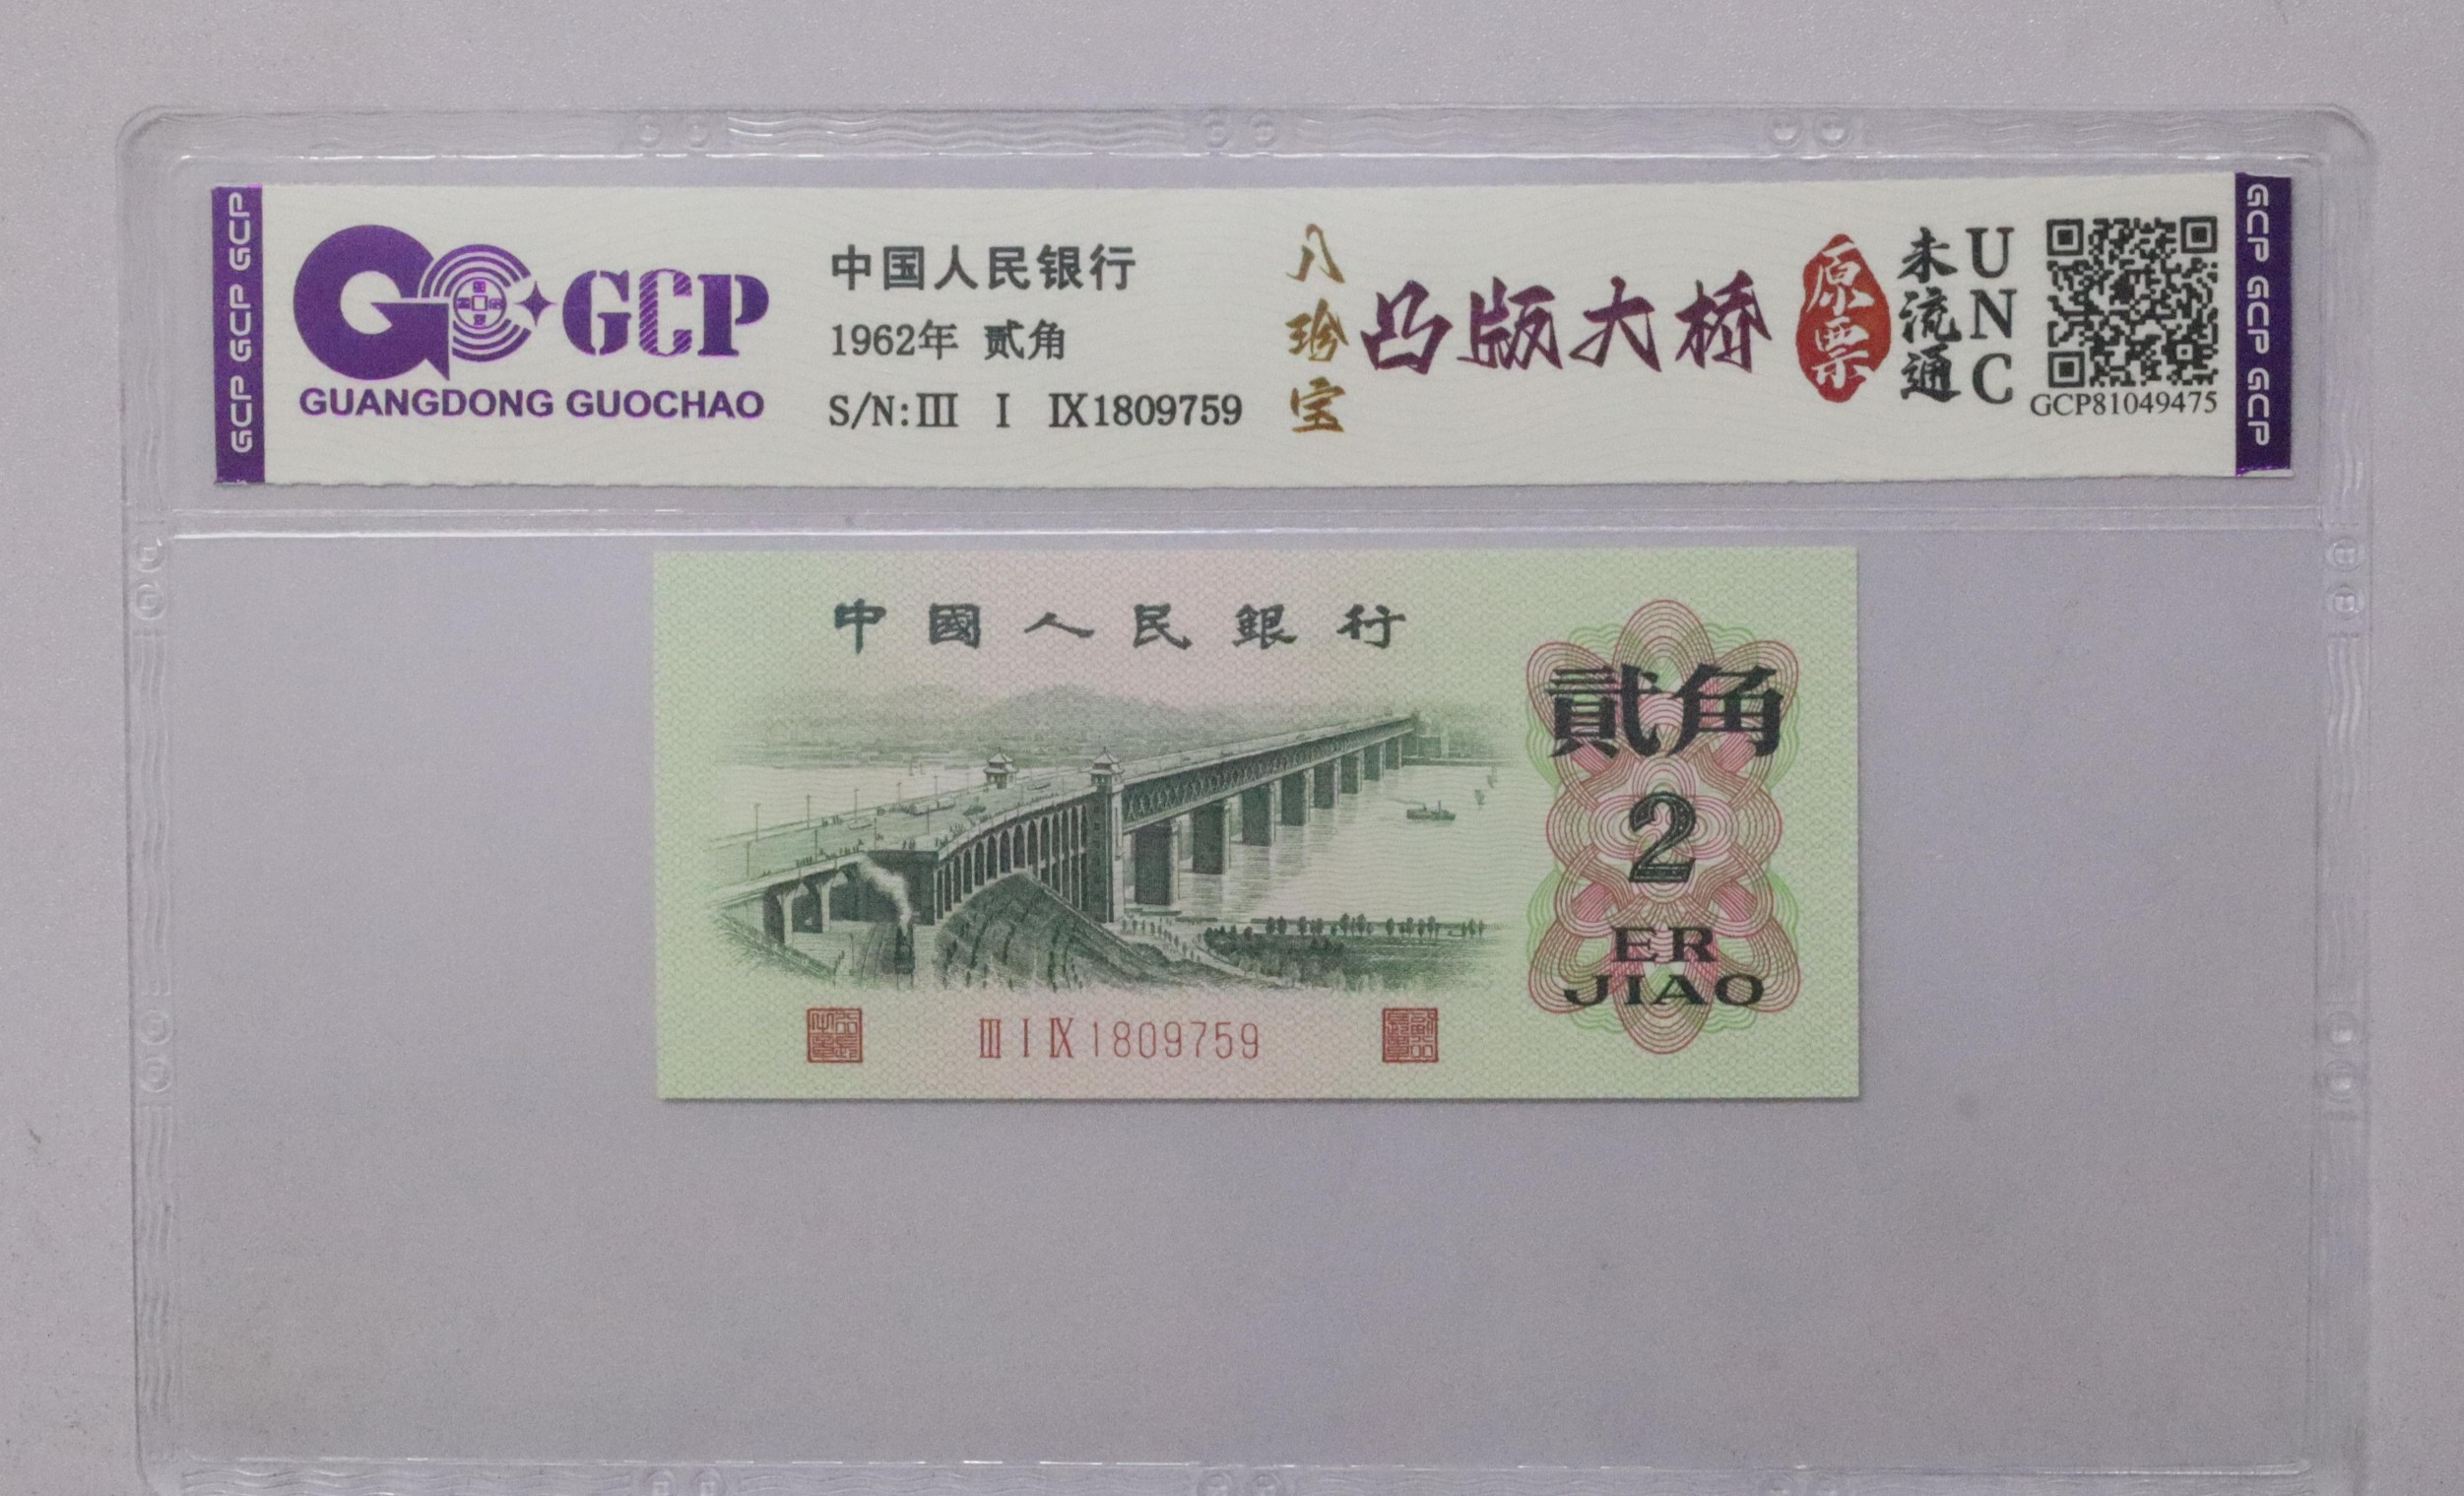 GCP GCP GCP
GCP
GUANGDONG GUOCHAO
中国人民银行
1962年 贰角
S/N:Ⅲ Ⅰ Ⅸ1809759
八珍宝
凸版大桥
原票
未流通
UNC
GCP81049475
GCP GCP GCP
中國人民銀行
貳角
2
ER
JIAO
Ⅲ Ⅰ Ⅸ 1809759